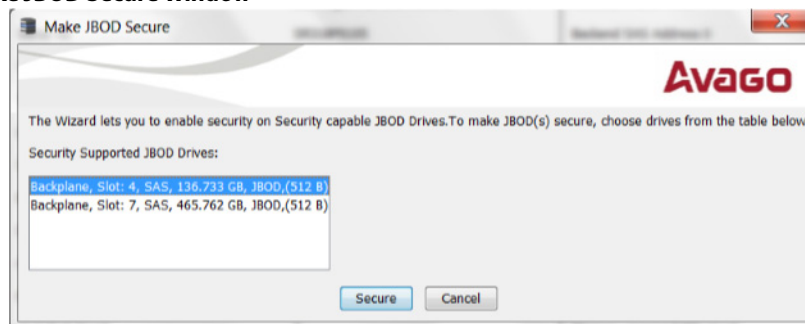 Make JBOD Secure
Avago
The Wizard lets you to enable security on Security capable JBOD Drives.To make JBOD(s) secure, choose drives from the table below
Security Supported JBOD Drives:
Backplane, Slot: 4, SAS, 136.733 GB, JBOD,(512 B)
Backplane, Slot: 7, SAS, 465.762 GB, JBOD,(512 B)
Secure Cancel